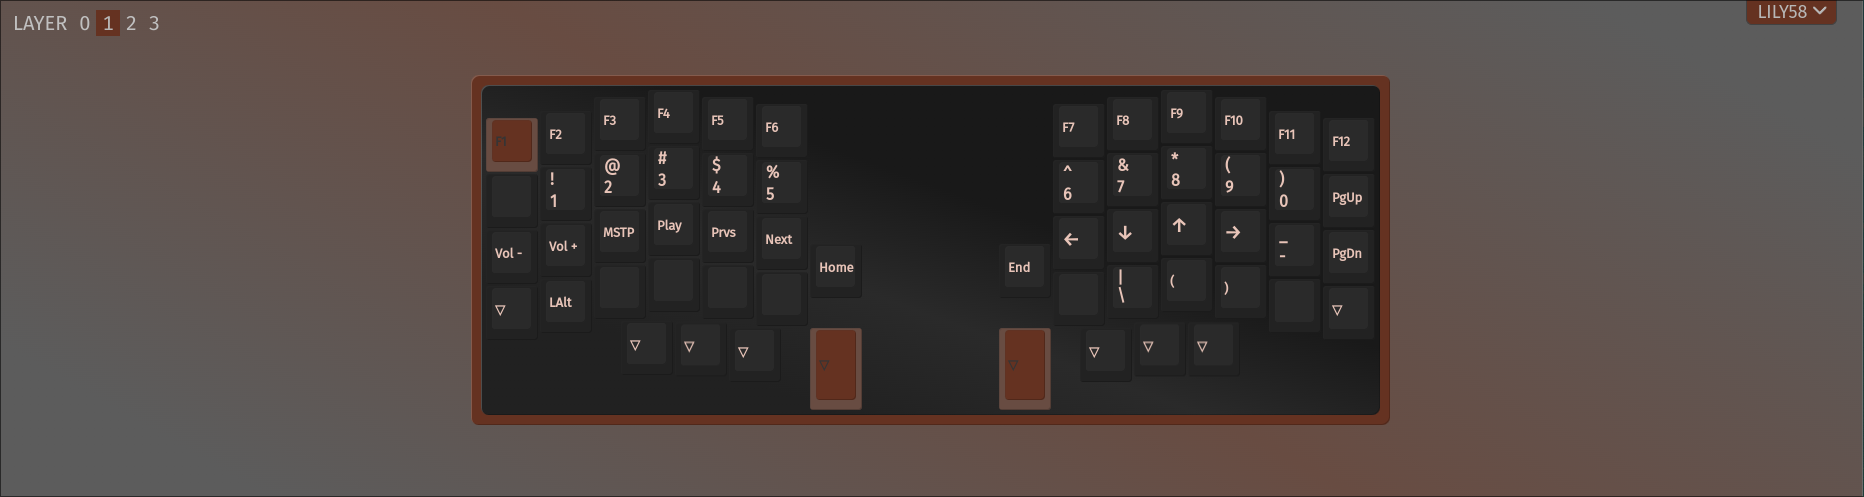 LAYER 0 1 2 3
LILY58
F1 F2 F3 F4 F5 F6 F7 F8 F9 F10 F11 F12
! 1 @ 2 # 3 $ 4 % 5 ^ 6 & 7 * 8 ( 9 ) 0 PgUp
Vol - Vol + MSTP Play Prvs Next Home End ← ↓ ↑ → _ - PgDn
▽ LAlt | \ ( ) ▽
▽ ▽ ▽ ▽ ▽ ▽ ▽ ▽